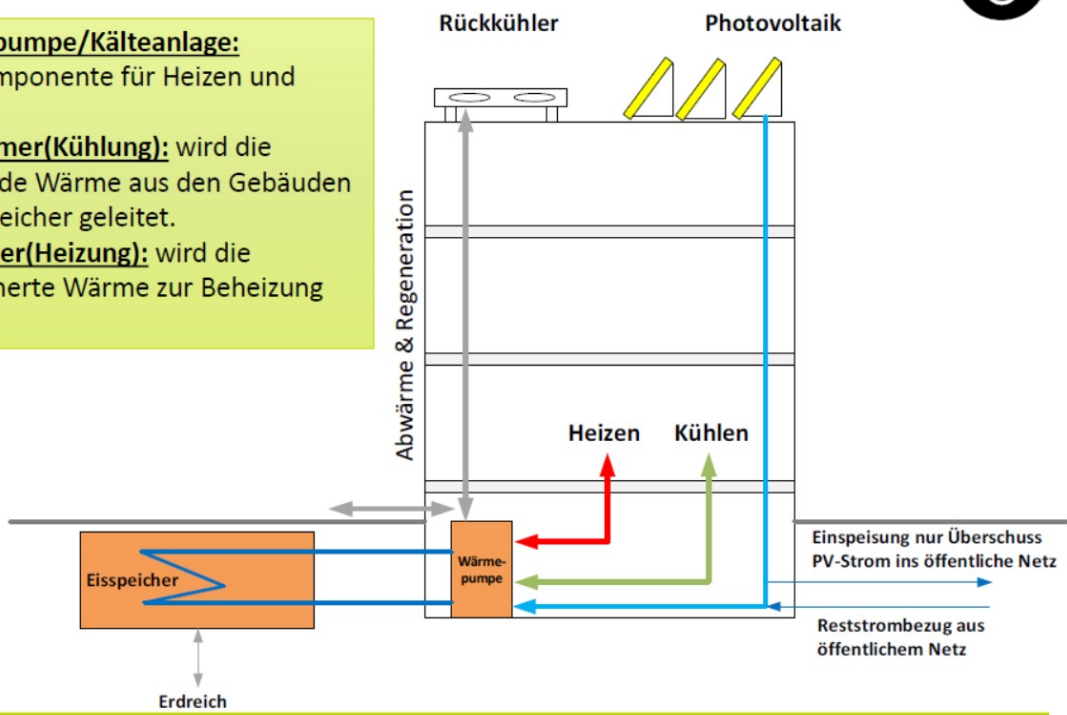 Rückkühler
Photovoltaik
pumpe/Kälteanlage:
mponente für Heizen und
mer(Kühlung): wird die
de Wärme aus den Gebäuden
eicher geleitet.
er(Heizung): wird die
herte Wärme zur Beheizung
Abwärme & Regeneration
Heizen
Kühlen
Eisspeicher
Wärme-
pumpe
Einspeisung nur Überschuss
PV-Strom ins öffentliche Netz
Reststrombezug aus
öffentlichem Netz
Erdreich